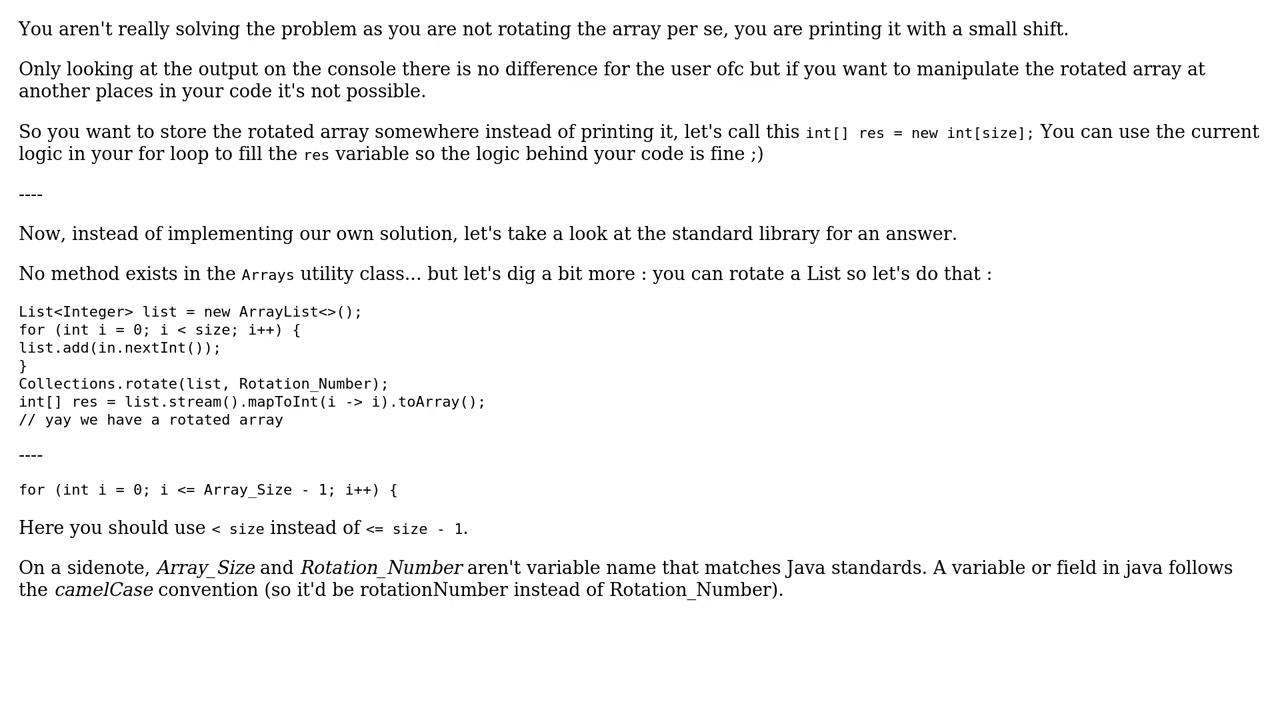 You aren't really solving the problem as you are not rotating the array per se, you are printing it with a small shift.
Only looking at the output on the console there is no difference for the user ofc but if you want to manipulate the rotated array at
another places in your code it's not possible.
So you want to store the rotated array somewhere instead of printing it, let's call this int[] res = new int[size]; You can use the current
logic in your for loop to fill the res variable so the logic behind your code is fine ;)
----
Now, instead of implementing our own solution, let's take a look at the standard library for an answer.
No method exists in the Arrays utility class... but let's dig a bit more : you can rotate a List so let's do that :
List<Integer> list = new ArrayList<>();
for (int i = 0; i < size; i++) {
list.add(in.nextInt());
}
Collections.rotate(list, Rotation_Number);
int[] res = list.stream().mapToInt(i -> i).toArray();
// yay we have a rotated array
----
for (int i = 0; i <= Array_Size - 1; i++) {
Here you should use < size instead of <= size - 1.
On a sidenote, Array_Size and Rotation_Number aren't variable name that matches Java standards. A variable or field in java follows
the camelCase convention (so it'd be rotationNumber instead of Rotation_Number).